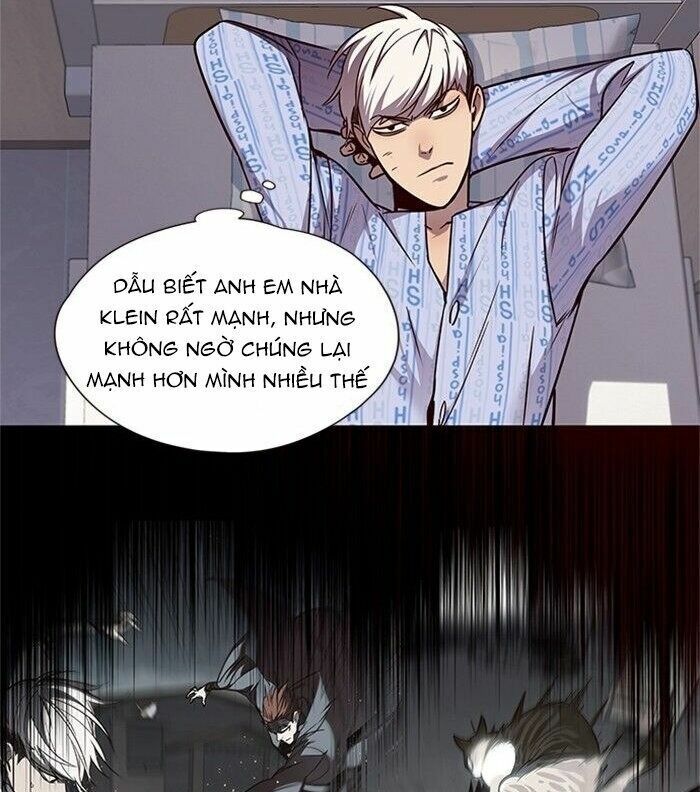 DẪU BIẾT ANH EM NHÀ
KLEIN RẤT MẠNH, NHƯNG
KHÔNG NGỜ CHÚNG LẠI
MẠNH HƠN MÌNH NHIỀU THẾ